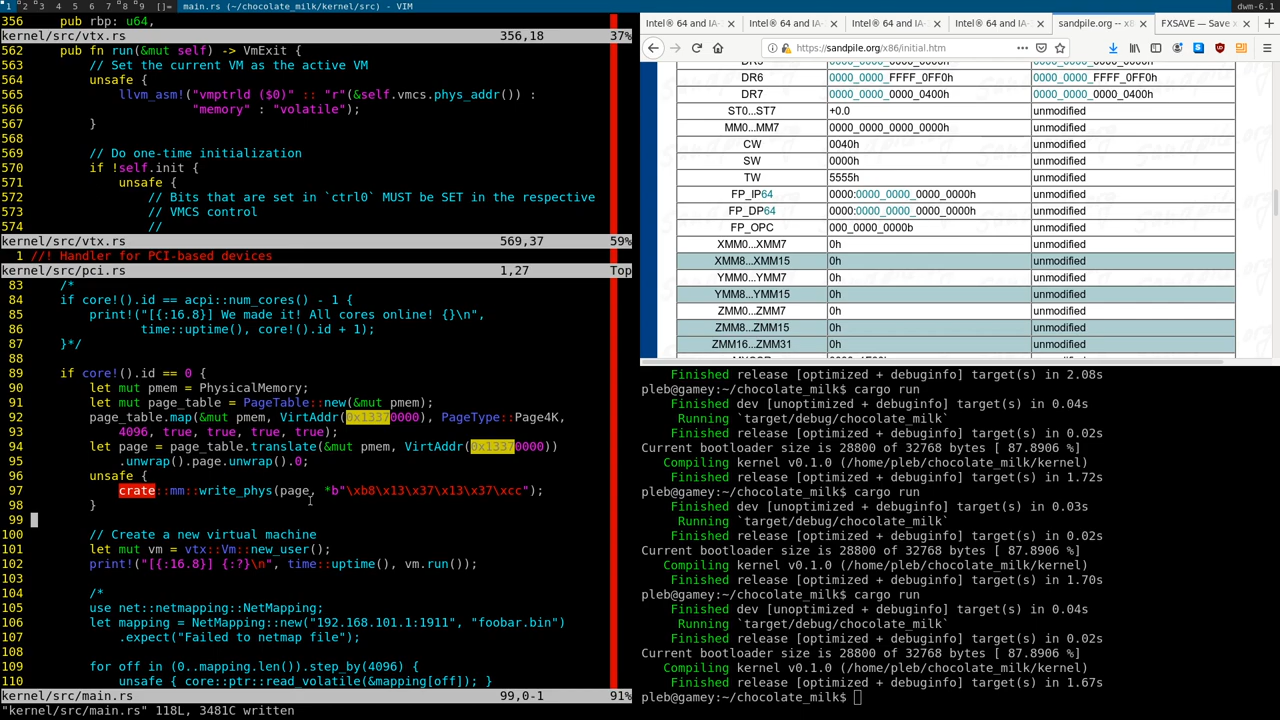 1 2 3 4 5 6 7 8 9 []= main.rs (~/chocolate_milk/kernel/src) - VIM
dwm-6.1
356     pub rbp: u64,
kernel/src/vtx.rs 356,18 37%
562     pub fn run(&mut self) -> VmExit {
563         // Set the current VM as the active VM
564         unsafe {
565             llvm_asm!("vmptrld ($0)" :: "r"(&self.vmcs.phys_addr()) :
566                       "memory" : "volatile");
567         }
568
569         // Do one-time initialization
570         if !self.init {
571             unsafe {
572                 // Bits that are set in `ctrl0` MUST be SET in the respective
573                 // VMCS control
574                 //
kernel/src/vtx.rs 569,37 59%
1 //! Handler for PCI-based devices
kernel/src/pci.rs 1,27 Top
83     /*
84     if core!().id == acpi::num_cores() - 1 {
85         print!("[{:16.8}] We made it! All cores online! {}\n",
86                time::uptime(), core!().id + 1);
87     }*/
88
89     if core!().id == 0 {
90         let mut pmem = PhysicalMemory;
91         let mut page_table = PageTable::new(&mut pmem);
92         page_table.map(&mut pmem, VirtAddr(0x13370000), PageType::Page4K,
93             4096, true, true, true, true);
94         let page = page_table.translate(&mut pmem, VirtAddr(0x13370000))
95             .unwrap().page.unwrap().0;
96         unsafe {
97             crate::mm::write_phys(page, *b"\xb8\x13\x37\x13\x37\xcc");
98         }
99
100         // Create a new virtual machine
101         let mut vm = vtx::Vm::new_user();
102         print!("[{:16.8}] {:?}\n", time::uptime(), vm.run());
103
104         /*
105         use net::netmapping::NetMapping;
106         let mapping = NetMapping::new("192.168.101.1:1911", "foobar.bin")
107             .expect("Failed to netmap file");
108
109         for off in (0..mapping.len()).step_by(4096) {
110             unsafe { core::ptr::read_volatile(&mapping[off]); }
kernel/src/main.rs 99,0-1 91%
"kernel/src/main.rs" 118L, 3481C written
Intel® 64 and IA- Intel® 64 and IA- Intel® 64 and IA- Intel® 64 and IA- sandpile.org -- x8 FXSAVE — Save x
https://sandpile.org/x86/initial.htm
DR6 0000_0000_FFFF_0FF0h 0000_0000_FFFF_0FF0h
DR7 0000_0000_0000_0400h 0000_0000_0000_0400h
ST0...ST7 +0.0 unmodified
MM0...MM7 0000_0000_0000_0000h unmodified
CW 0040h unmodified
SW 0000h unmodified
TW 5555h unmodified
FP_IP64 0000:0000_0000_0000_0000h unmodified
FP_DP64 0000:0000_0000_0000_0000h unmodified
FP_OPC 000_0000_0000b unmodified
XMM0...XMM7 0h unmodified
XMM8...XMM15 0h unmodified
YMM0...YMM7 0h unmodified
YMM8...YMM15 0h unmodified
ZMM0...ZMM7 0h unmodified
ZMM8...ZMM15 0h unmodified
ZMM16...ZMM31 0h unmodified
    Finished release [optimized + debuginfo] target(s) in 2.08s
pleb@gamey:~/chocolate_milk$ cargo run
    Finished dev [unoptimized + debuginfo] target(s) in 0.04s
     Running `target/debug/chocolate_milk`
    Finished release [optimized + debuginfo] target(s) in 0.02s
Current bootloader size is 28800 of 32768 bytes [ 87.8906 %]
   Compiling kernel v0.1.0 (/home/pleb/chocolate_milk/kernel)
    Finished release [optimized + debuginfo] target(s) in 1.72s
pleb@gamey:~/chocolate_milk$ cargo run
    Finished dev [unoptimized + debuginfo] target(s) in 0.03s
     Running `target/debug/chocolate_milk`
    Finished release [optimized + debuginfo] target(s) in 0.02s
Current bootloader size is 28800 of 32768 bytes [ 87.8906 %]
   Compiling kernel v0.1.0 (/home/pleb/chocolate_milk/kernel)
    Finished release [optimized + debuginfo] target(s) in 1.70s
pleb@gamey:~/chocolate_milk$ cargo run
    Finished dev [unoptimized + debuginfo] target(s) in 0.04s
     Running `target/debug/chocolate_milk`
    Finished release [optimized + debuginfo] target(s) in 0.02s
Current bootloader size is 28800 of 32768 bytes [ 87.8906 %]
   Compiling kernel v0.1.0 (/home/pleb/chocolate_milk/kernel)
    Finished release [optimized + debuginfo] target(s) in 1.67s
pleb@gamey:~/chocolate_milk$